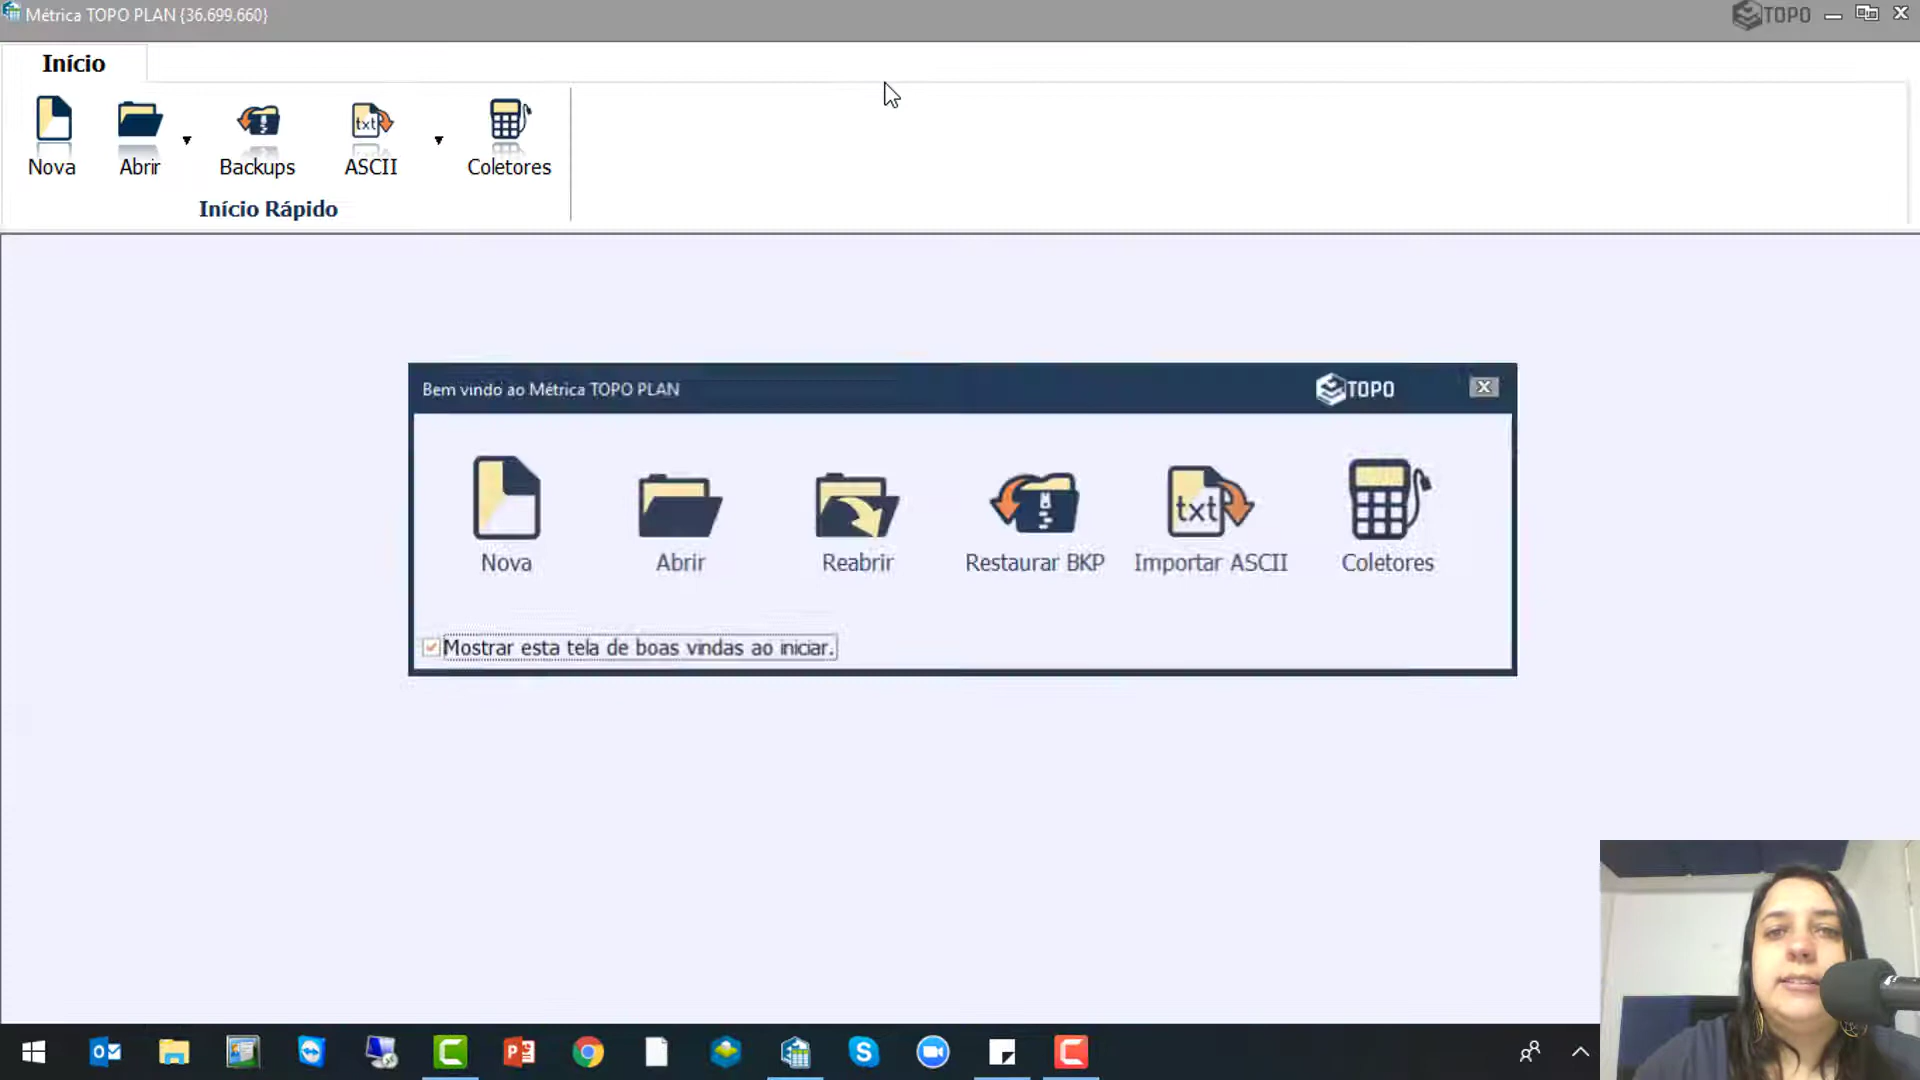 Métrica TOPO PLAN {36.699.660}
TOPO
Início
Nova
Abrir
Backups
txt
ASCII
Coletores
Início Rápido
Bem vindo ao Métrica TOPO PLAN
TOPO
Nova
Abrir
Reabrir
Restaurar BKP
txt
Importar ASCII
Coletores
Mostrar esta tela de boas vindas ao iniciar.